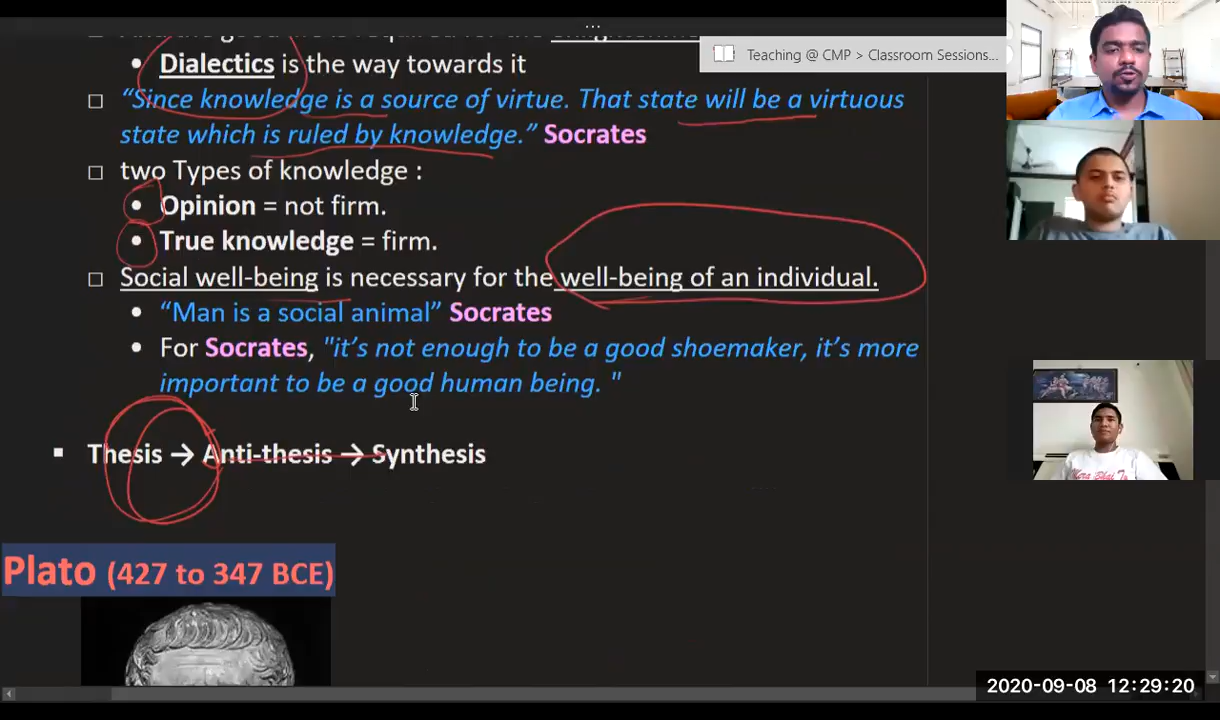 Teaching @ CMP > Classroom Sessions...
• Dialectics is the way towards it
“Since knowledge is a source of virtue. That state will be a virtuous
state which is ruled by knowledge.” Socrates
two Types of knowledge :
• Opinion = not firm.
• True knowledge = firm.
Social well-being is necessary for the well-being of an individual.
• “Man is a social animal” Socrates
• For Socrates, "it’s not enough to be a good shoemaker, it’s more
important to be a good human being. "
▪ Thesis → Anti-thesis → Synthesis
Plato (427 to 347 BCE)
2020-09-08 12:29:20